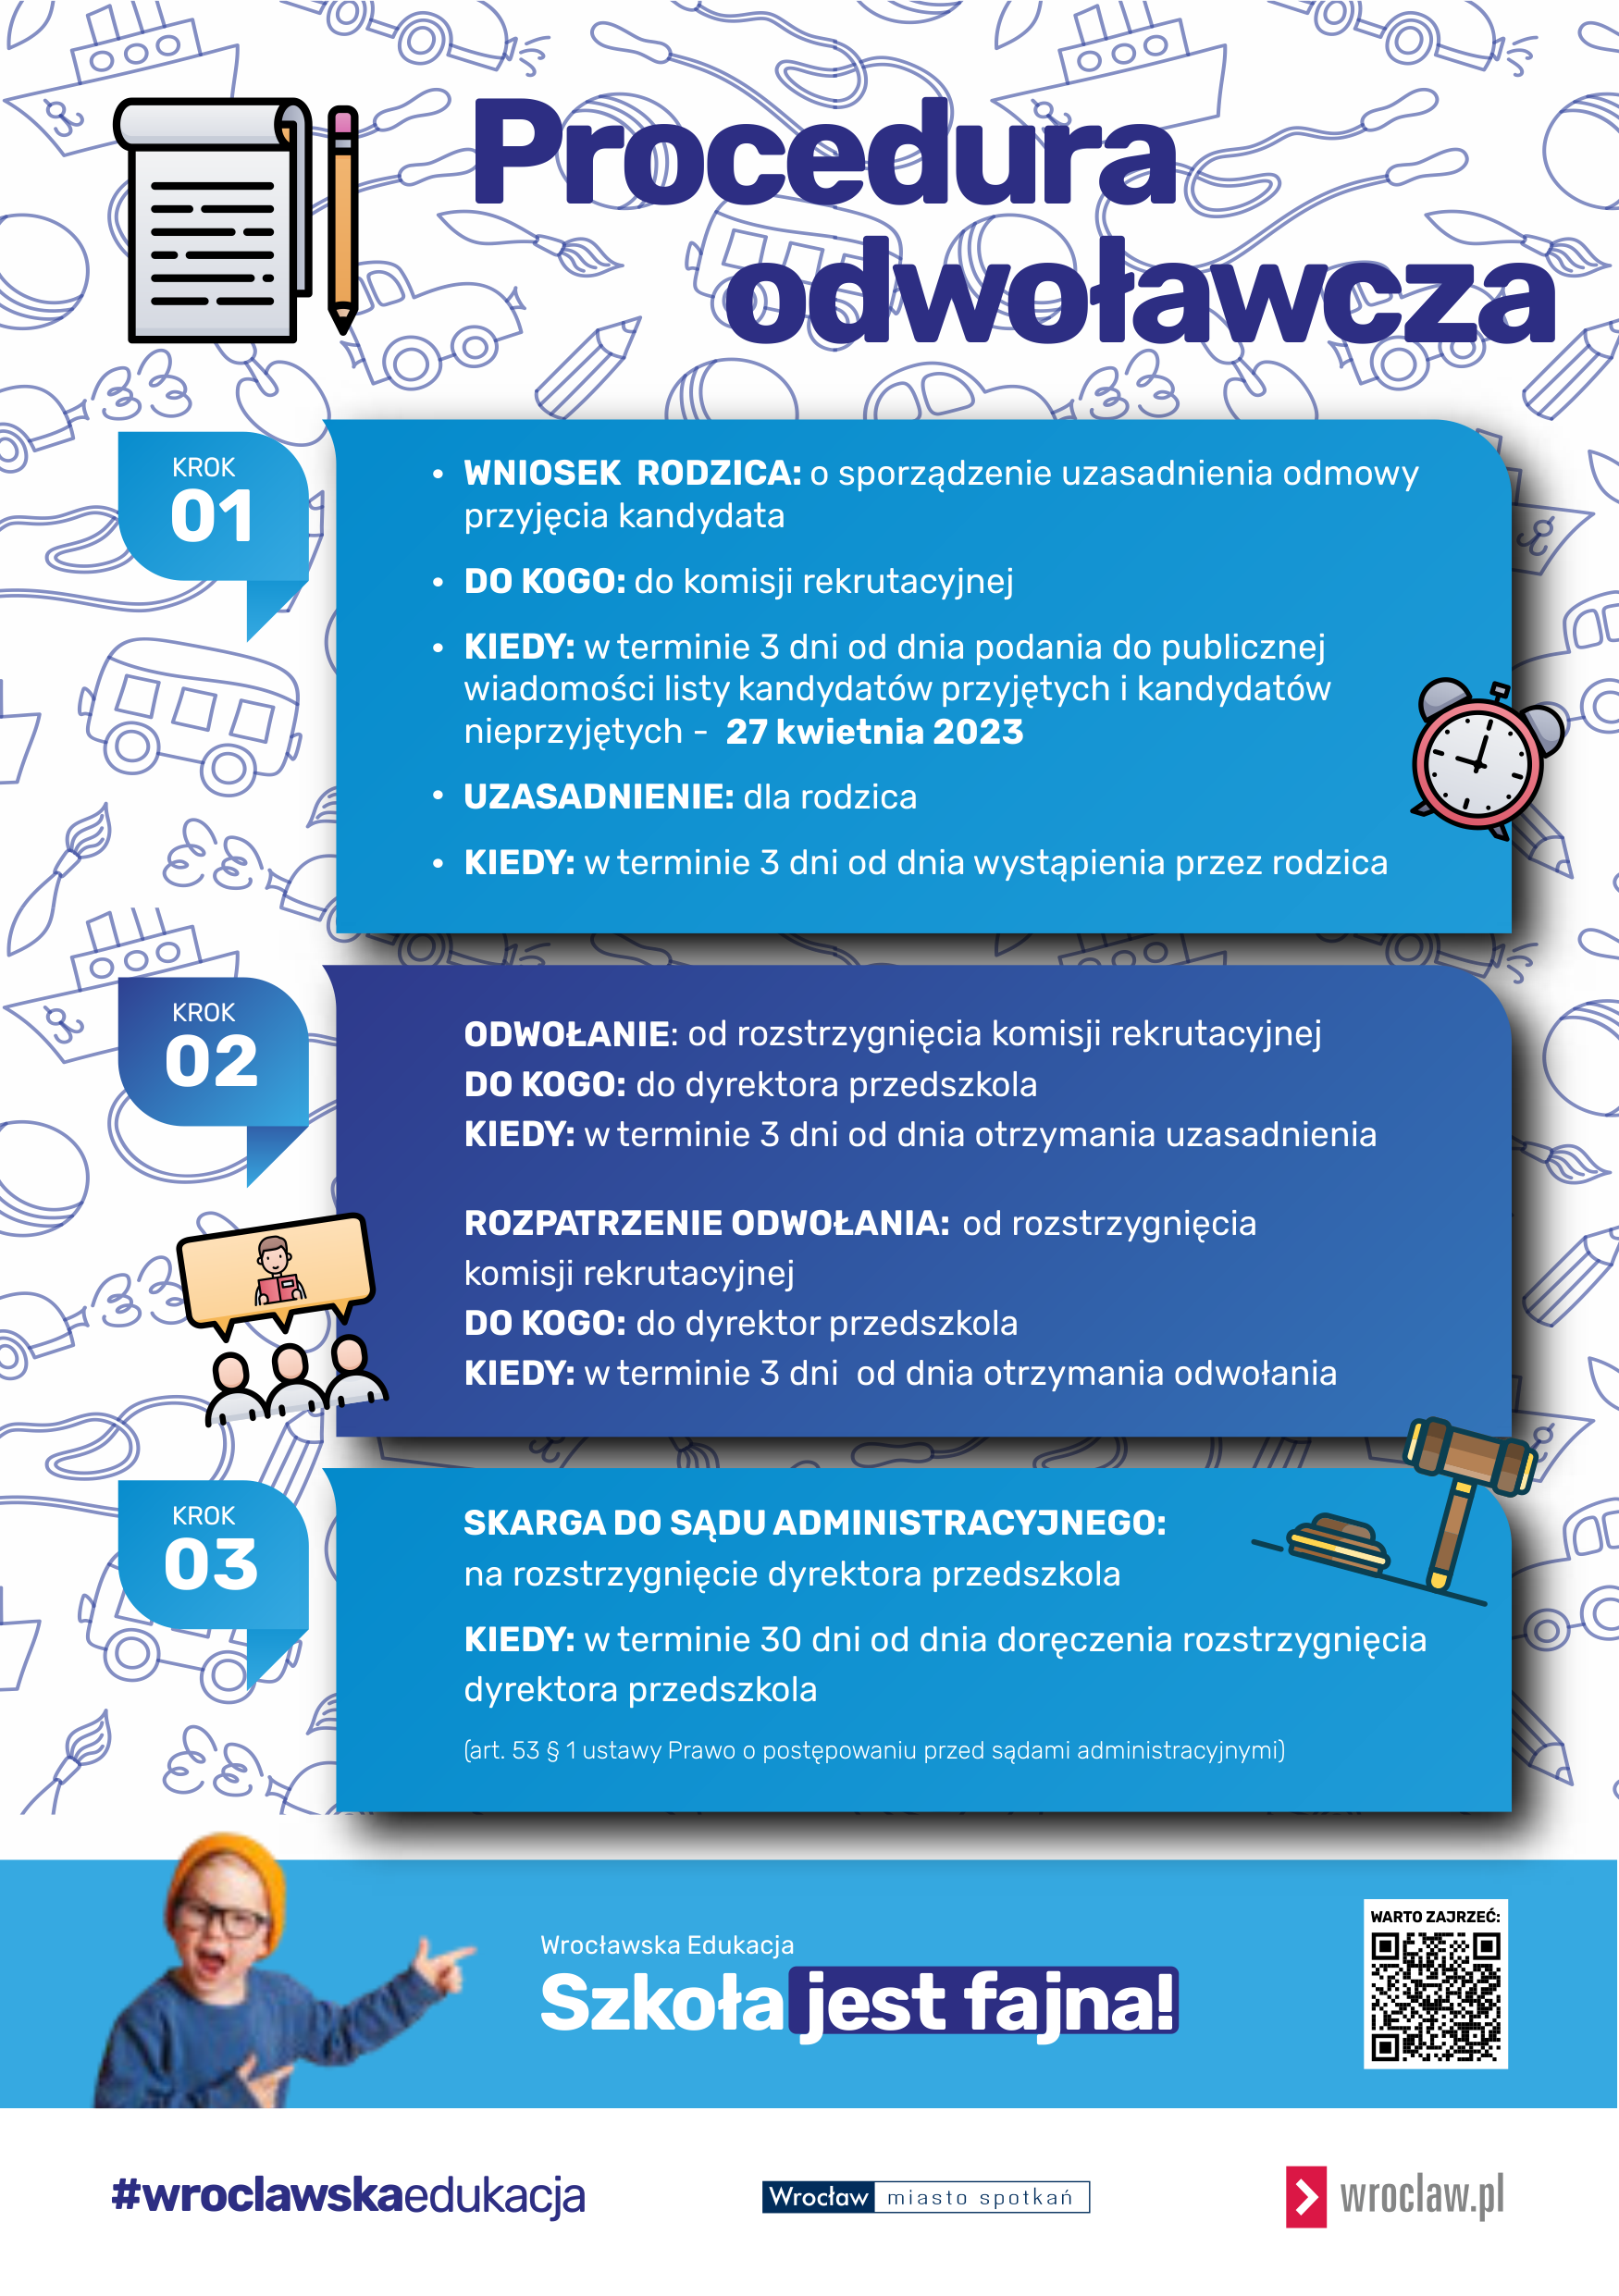 Procedura
odwoławcza
KROK
01
• WNIOSEK RODZICA: o sporządzenie uzasadnienia odmowy
przyjęcia kandydata
• DO KOGO: do komisji rekrutacyjnej
• KIEDY: w terminie 3 dni od dnia podania do publicznej
wiadomości listy kandydatów przyjętych i kandydatów
nieprzyjętych - 27 kwietnia 2023
• UZASADNIENIE: dla rodzica
• KIEDY: w terminie 3 dni od dnia wystąpienia przez rodzica
KROK
02
ODWOŁANIE: od rozstrzygnięcia komisji rekrutacyjnej
DO KOGO: do dyrektora przedszkola
KIEDY: w terminie 3 dni od dnia otrzymania uzasadnienia
ROZPATRZENIE ODWOŁANIA: od rozstrzygnięcia
komisji rekrutacyjnej
DO KOGO: do dyrektor przedszkola
KIEDY: w terminie 3 dni od dnia otrzymania odwołania
KROK
03
SKARGA DO SĄDU ADMINISTRACYJNEGO:
na rozstrzygnięcie dyrektora przedszkola
KIEDY: w terminie 30 dni od dnia doręczenia rozstrzygnięcia
dyrektora przedszkola
(art. 53 § 1 ustawy Prawo o postępowaniu przed sądami administracyjnymi)
WARTO ZAJRZEĆ:
Wrocławska Edukacja
Szkoła jest fajna!
#wroclawskaedukacja
Wrocław miasto spotkań
wroclaw.pl